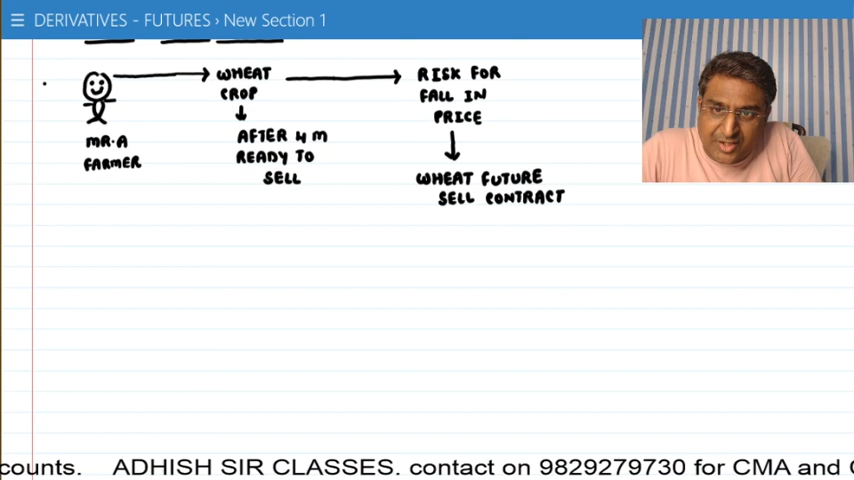 DERIVATIVES - FUTURES › New Section 1
MR.A
FARMER
WHEAT
CROP
AFTER 4 M
READY TO
SELL
RISK FOR
FALL IN
PRICE
WHEAT FUTURE
SELL CONTRACT
counts. ADHISH SIR CLASSES. contact on 9829279730 for CMA and